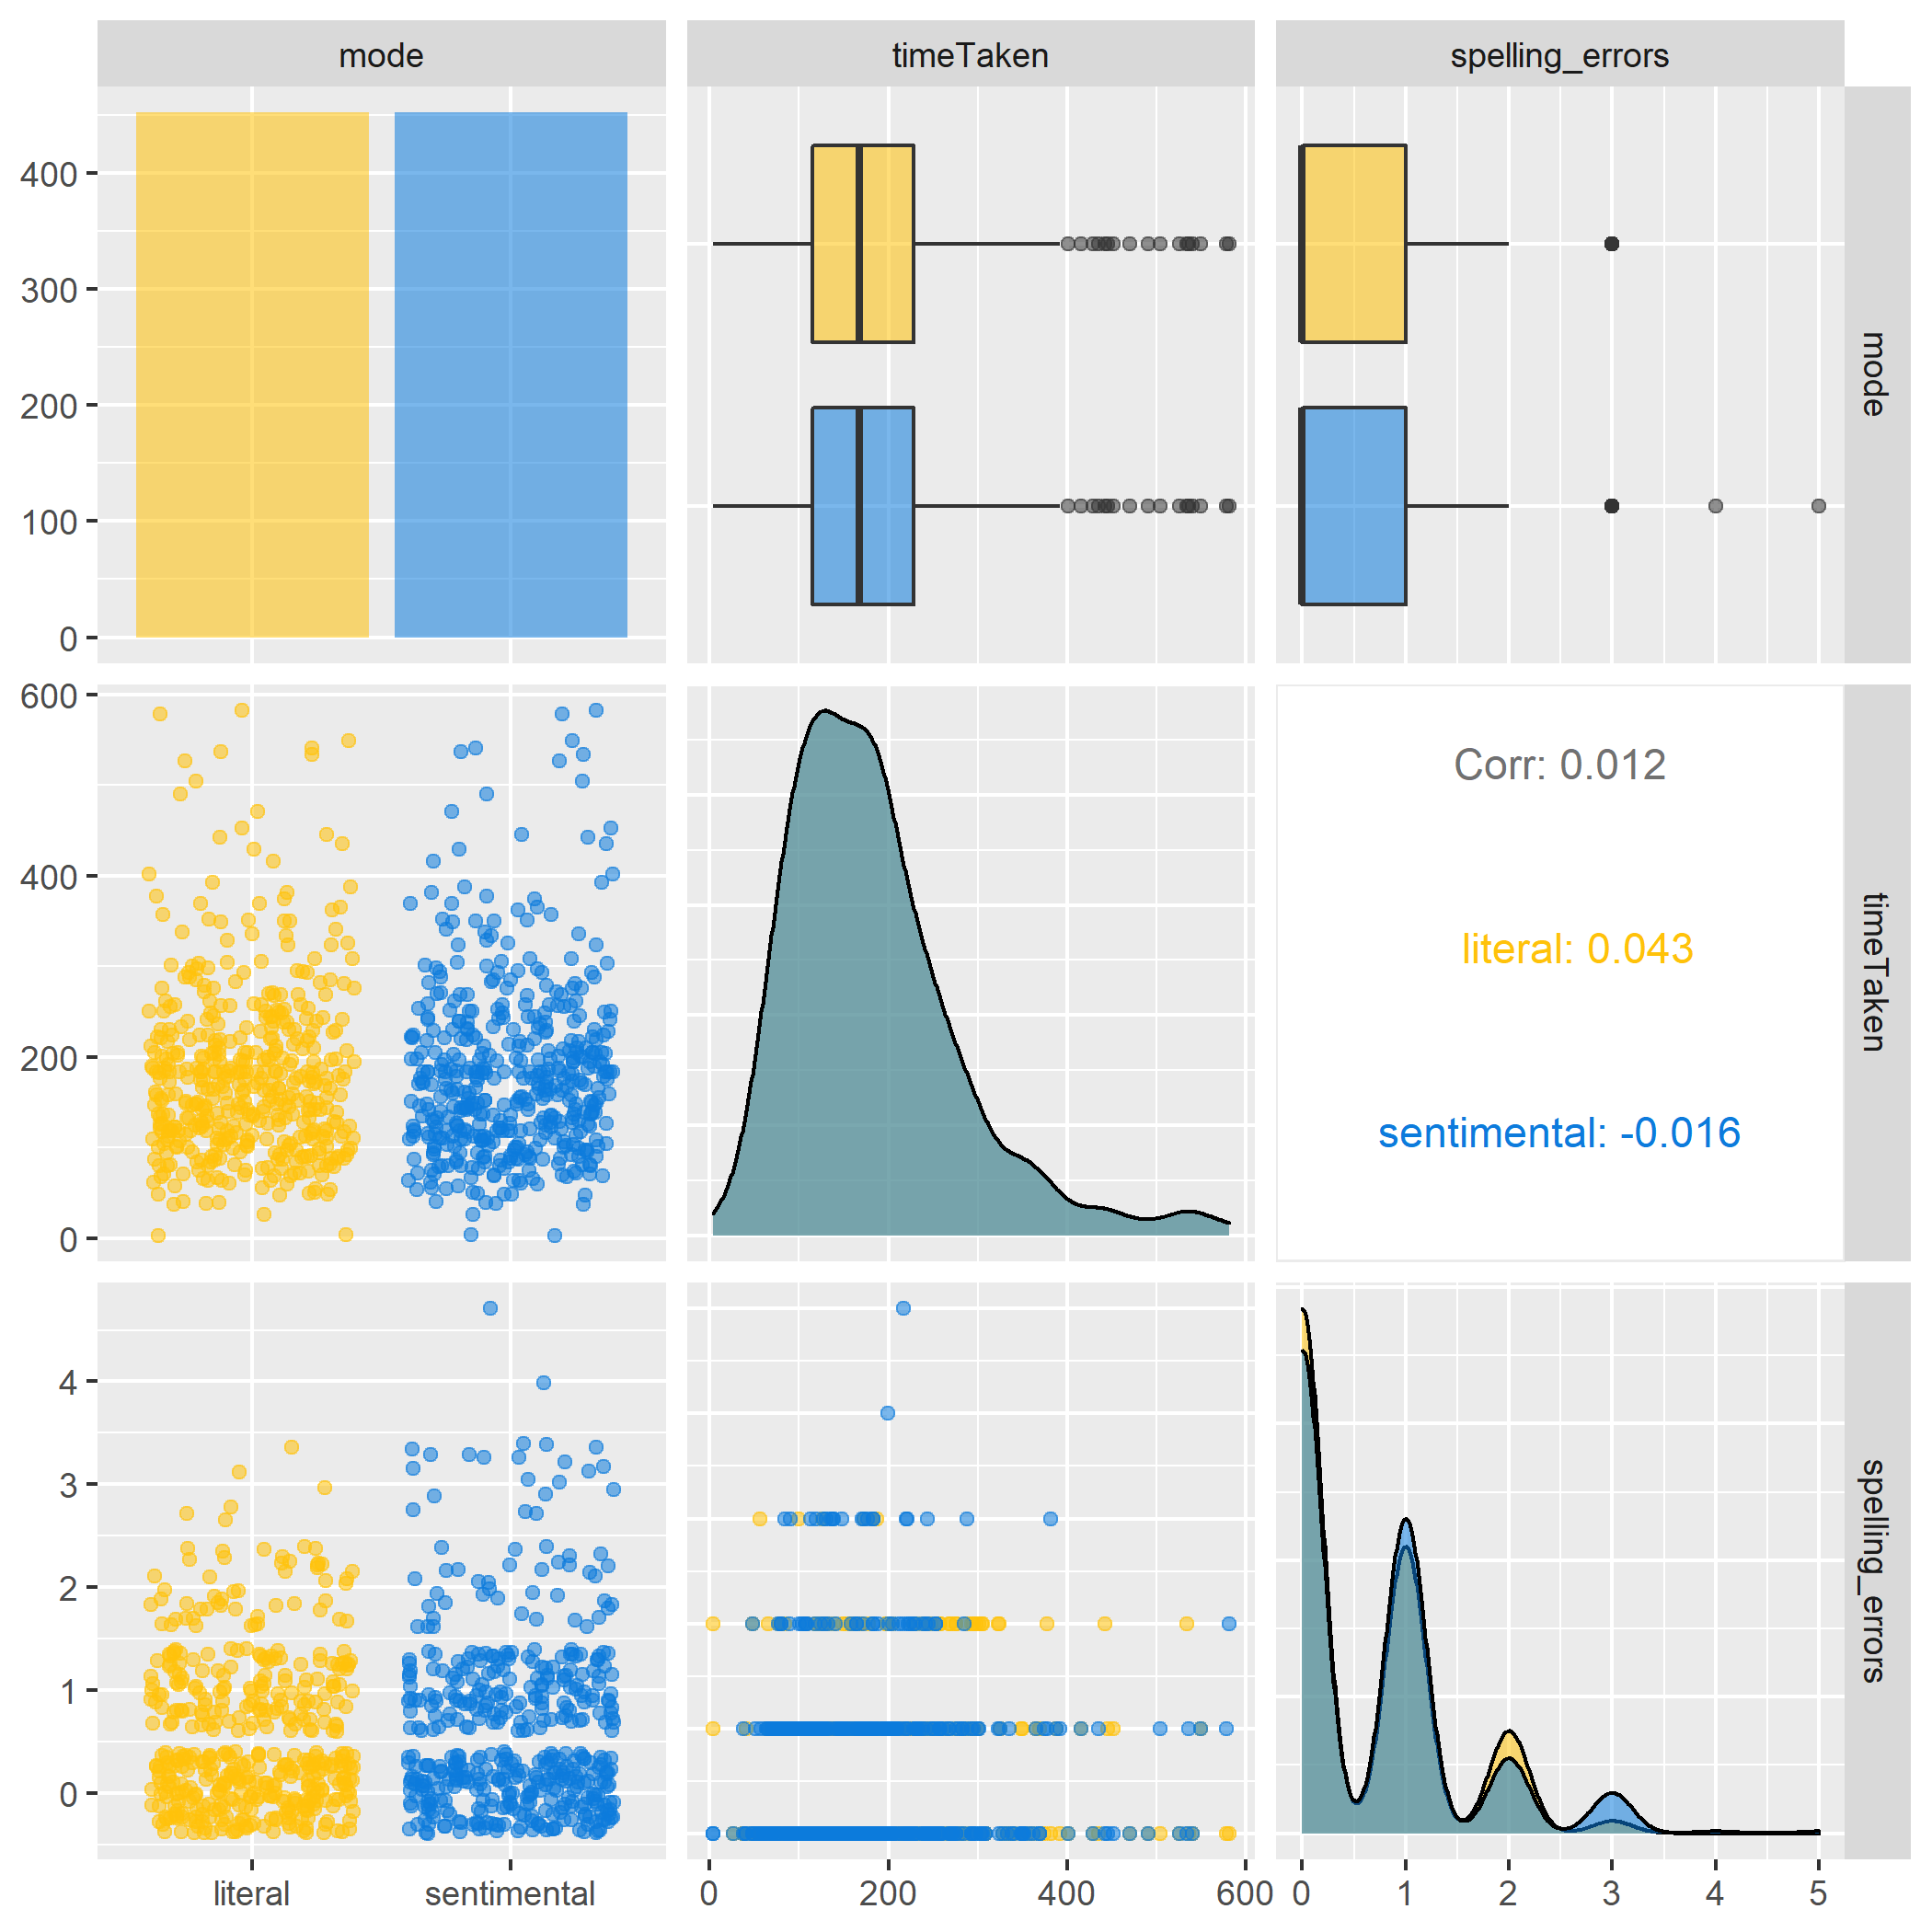 mode timeTaken spelling_errors
400
300
200
100
0
mode
600
400
200
0
Corr: 0.012
literal: 0.043
sentimental: -0.016
timeTaken
4
3
2
1
0
spelling_errors
literal sentimental 0 200 400 600 0 1 2 3 4 5